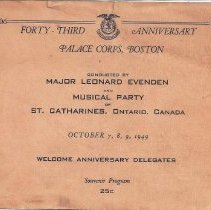 06
FORTY-THIRD ANNIVERSARY
PALACE CORPS, BOSTON
CONDUCTED BY
MAJOR LEONARD EVENDEN
AND
MUSICAL PARTY
OF
ST. CATHARINES, ONTARIO, CANADA
OCTOBER 7, 8, 9, 1949
WELCOME ANNIVERSARY DELEGATES
Souvenir Program
25c